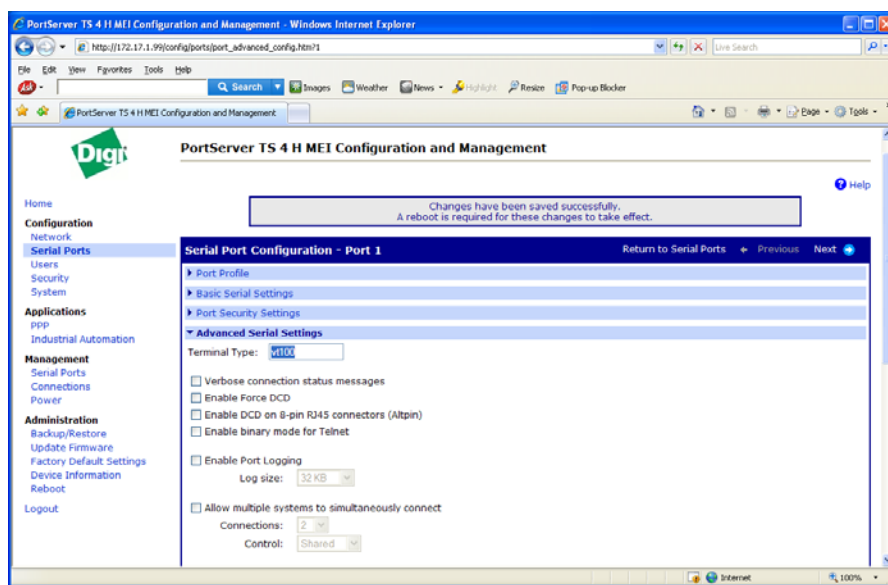 PortServer TS 4 H MEI Configuration and Management - Windows Internet Explorer
http://172.17.1.99/config/ports/port_advanced_config.htm?1
Live Search
File Edit View Favorites Tools Help
Ask
Search Images Weather News Highlight Resize Pop-up Blocker
PortServer TS 4 H MEI Configuration and Management
Page Tools
Digi
PortServer TS 4 H MEI Configuration and Management
Help
Changes have been saved successfully.
A reboot is required for these changes to take effect.
Home
Configuration
Network
Serial Ports
Users
Security
System
Applications
PPP
Industrial Automation
Management
Serial Ports
Connections
Power
Administration
Backup/Restore
Update Firmware
Factory Default Settings
Device Information
Reboot
Logout
Serial Port Configuration - Port 1
Return to Serial Ports Previous Next
Port Profile
Basic Serial Settings
Port Security Settings
Advanced Serial Settings
Terminal Type: vt100
Verbose connection status messages
Enable Force DCD
Enable DCD on 8-pin RJ45 connectors (Altpin)
Enable binary mode for Telnet
Enable Port Logging
Log size: 32 KB
Allow multiple systems to simultaneously connect
Connections: 2
Control: Shared
Internet
100%